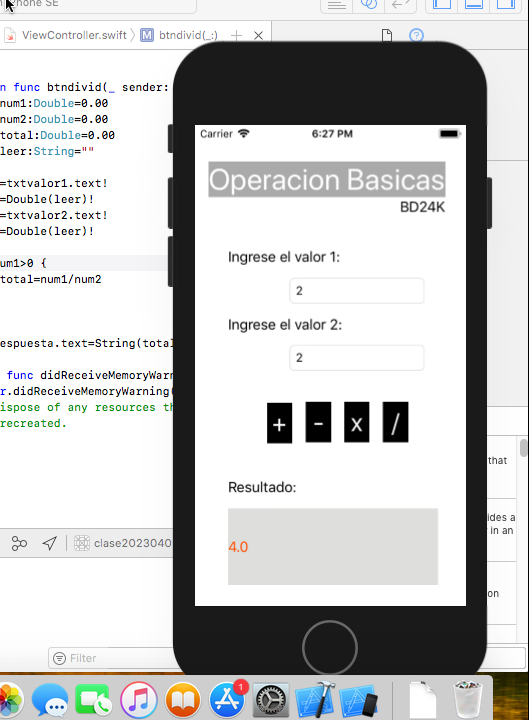 Phone SE
ViewController.swift
btndivid(_:)
func btndivid(_ sender:
num1:Double=0.00
num2:Double=0.00
total:Double=0.00
leer:String=""
=txtvalor1.text!
=Double(leer)!
=txtvalor2.text!
=Double(leer)!
um1>0 {
total=num1/num2
espuesta.text=String(total
func didReceiveMemoryWarn
r.didReceiveMemoryWarning(
ispose of any resources th
recreated.
clase2023040
Filter
Carrier
6:27 PM
Operacion Basicas
BD24K
Ingrese el valor 1:
2
Ingrese el valor 2:
2
+ - x /
Resultado:
4.0
that
ides a
in an
on
1